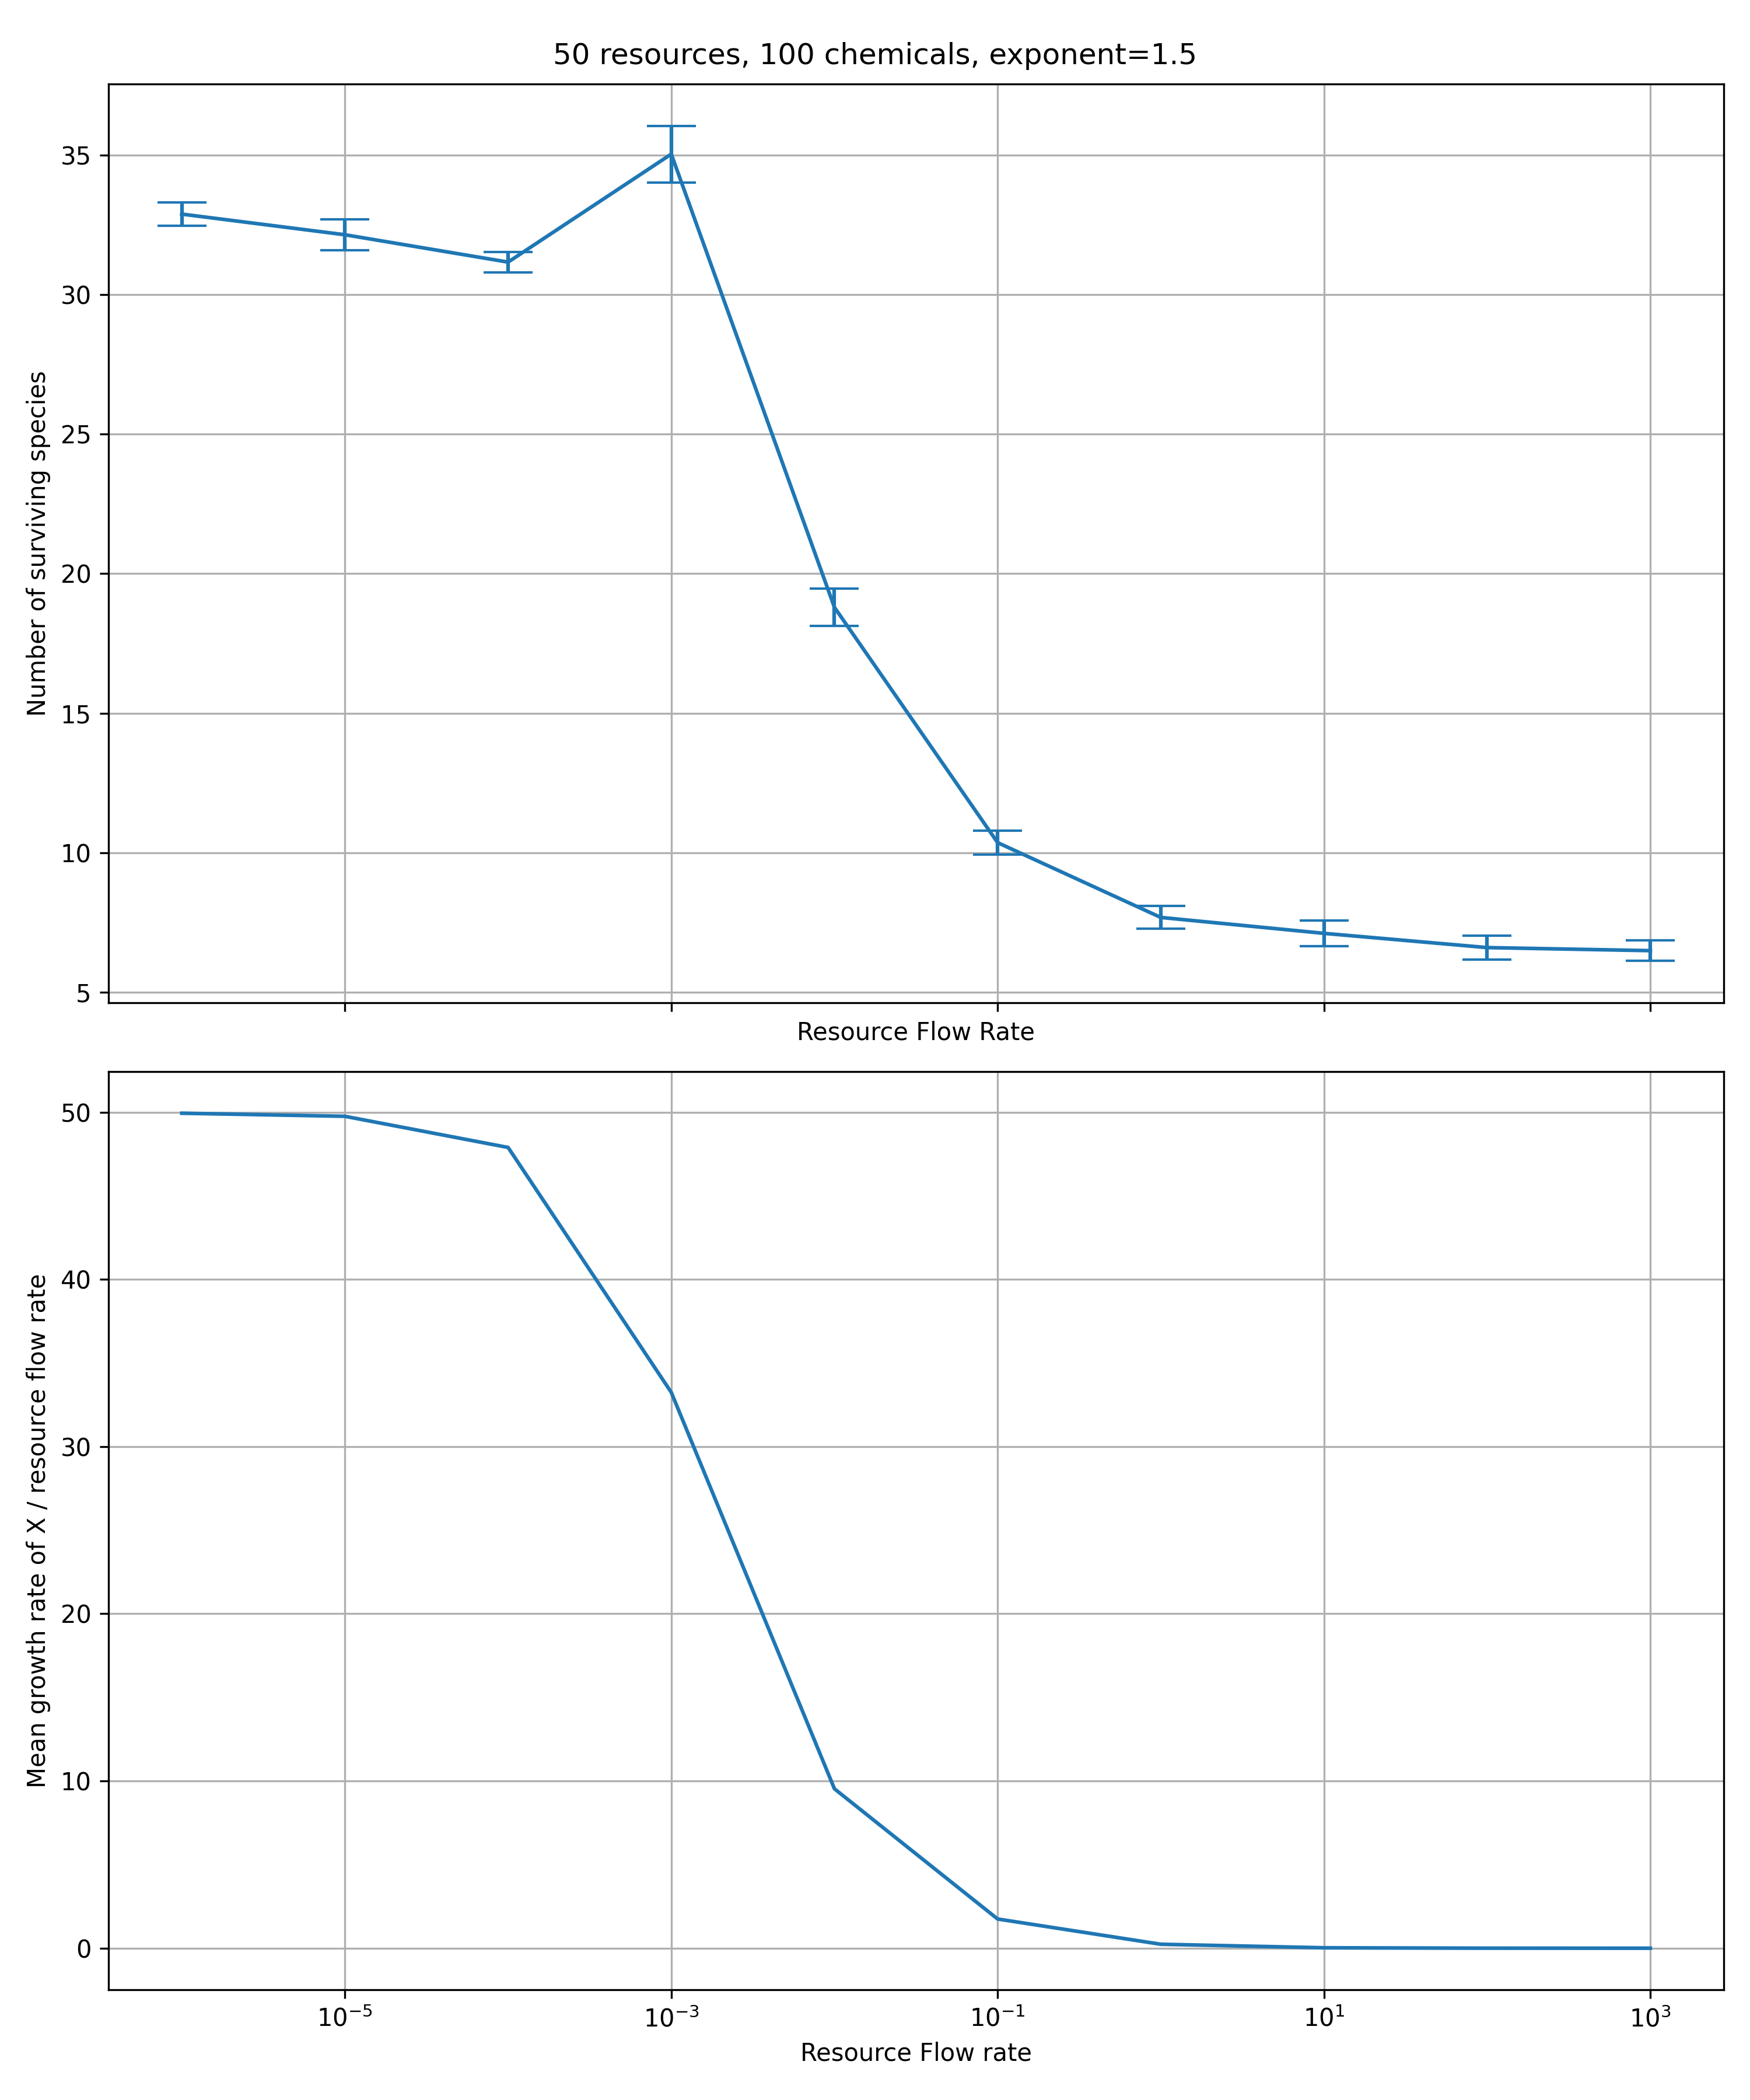 50 resources, 100 chemicals, exponent=1.5
35
30
25
20
15
10
5
Number of surviving species
Resource Flow Rate
50
40
30
20
10
0
Mean growth rate of X / resource flow rate
10⁻⁵ 10⁻³ 10⁻¹ 10¹ 10³
Resource Flow rate